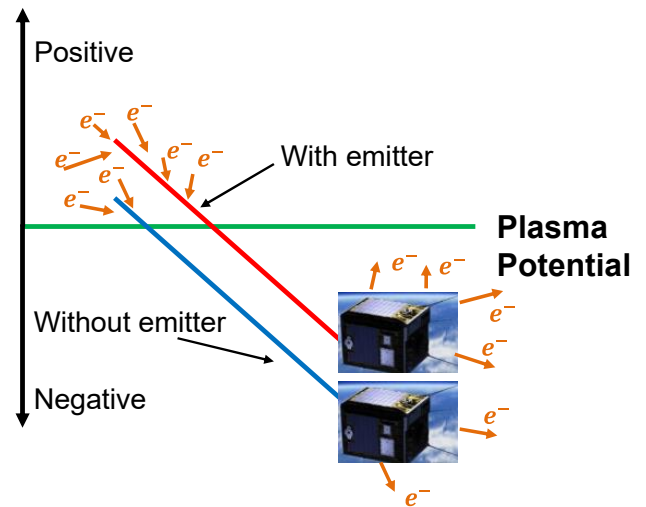 Positive
e⁻
e⁻
e⁻
e⁻
e⁻
e⁻
e⁻
With emitter
Plasma
Potential
e⁻
e⁻
e⁻
e⁻
Without emitter
Negative
e⁻
e⁻